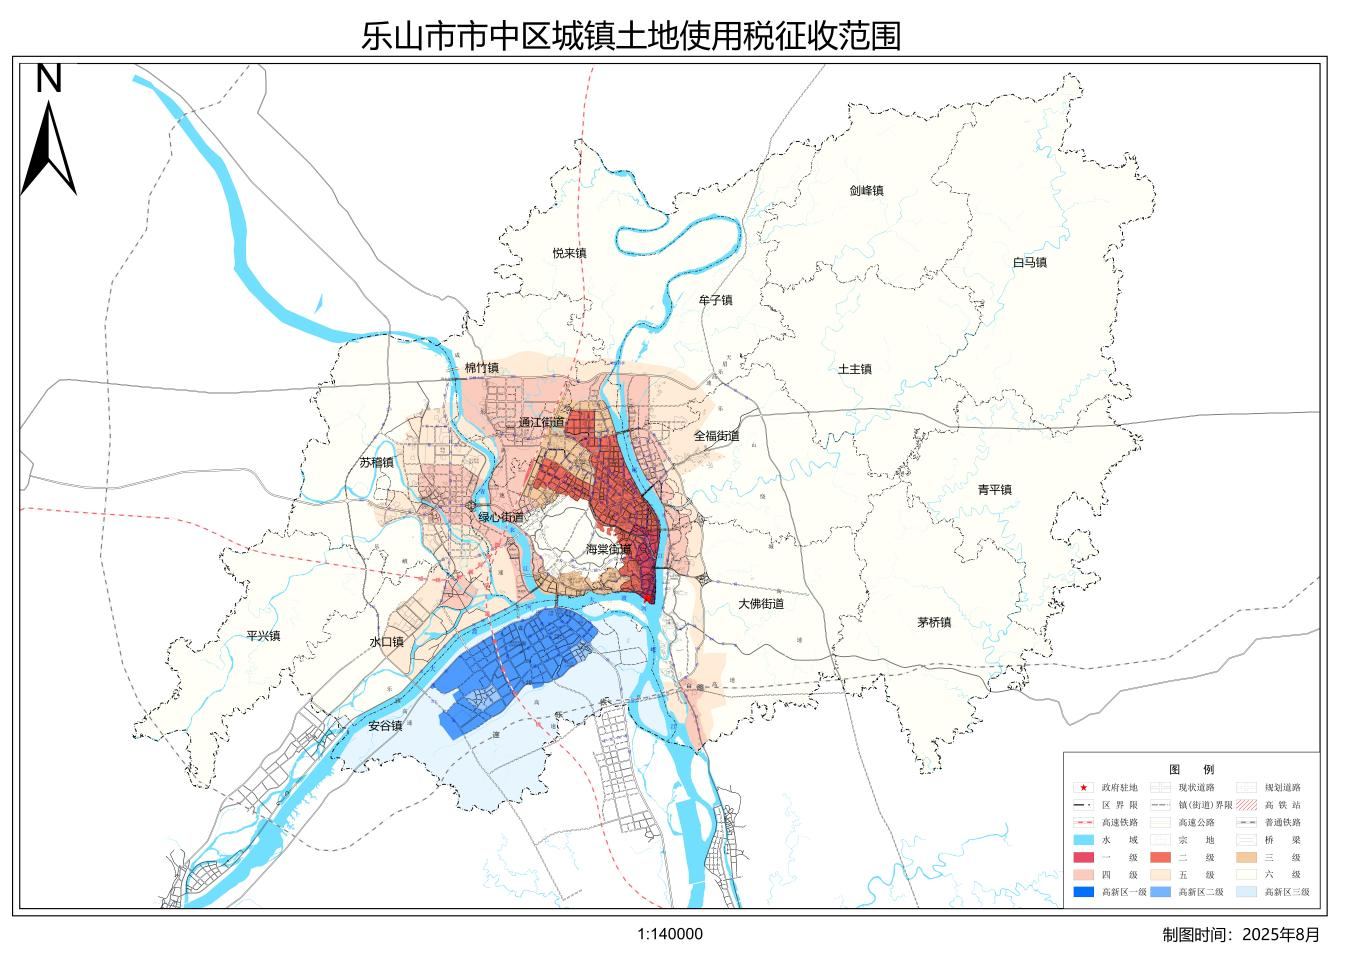 乐山市市中区城镇土地使用税征收范围
N
剑峰镇
悦来镇
白马镇
牟子镇
棉竹镇
土主镇
通江街道
全福街道
苏稽镇
青平镇
绿心街道
海棠街道
大佛街道
茅桥镇
平兴镇
水口镇
安谷镇
图 例
政府驻地 现状道路 规划道路
区 界 限 镇(街道)界限 高 铁 站
高速铁路 高速公路 普通铁路
水 域 宗 地 桥 梁
一 级 二 级 三 级
四 级 五 级 六 级
高新区一级 高新区二级 高新区三级
1:140000
制图时间：2025年8月